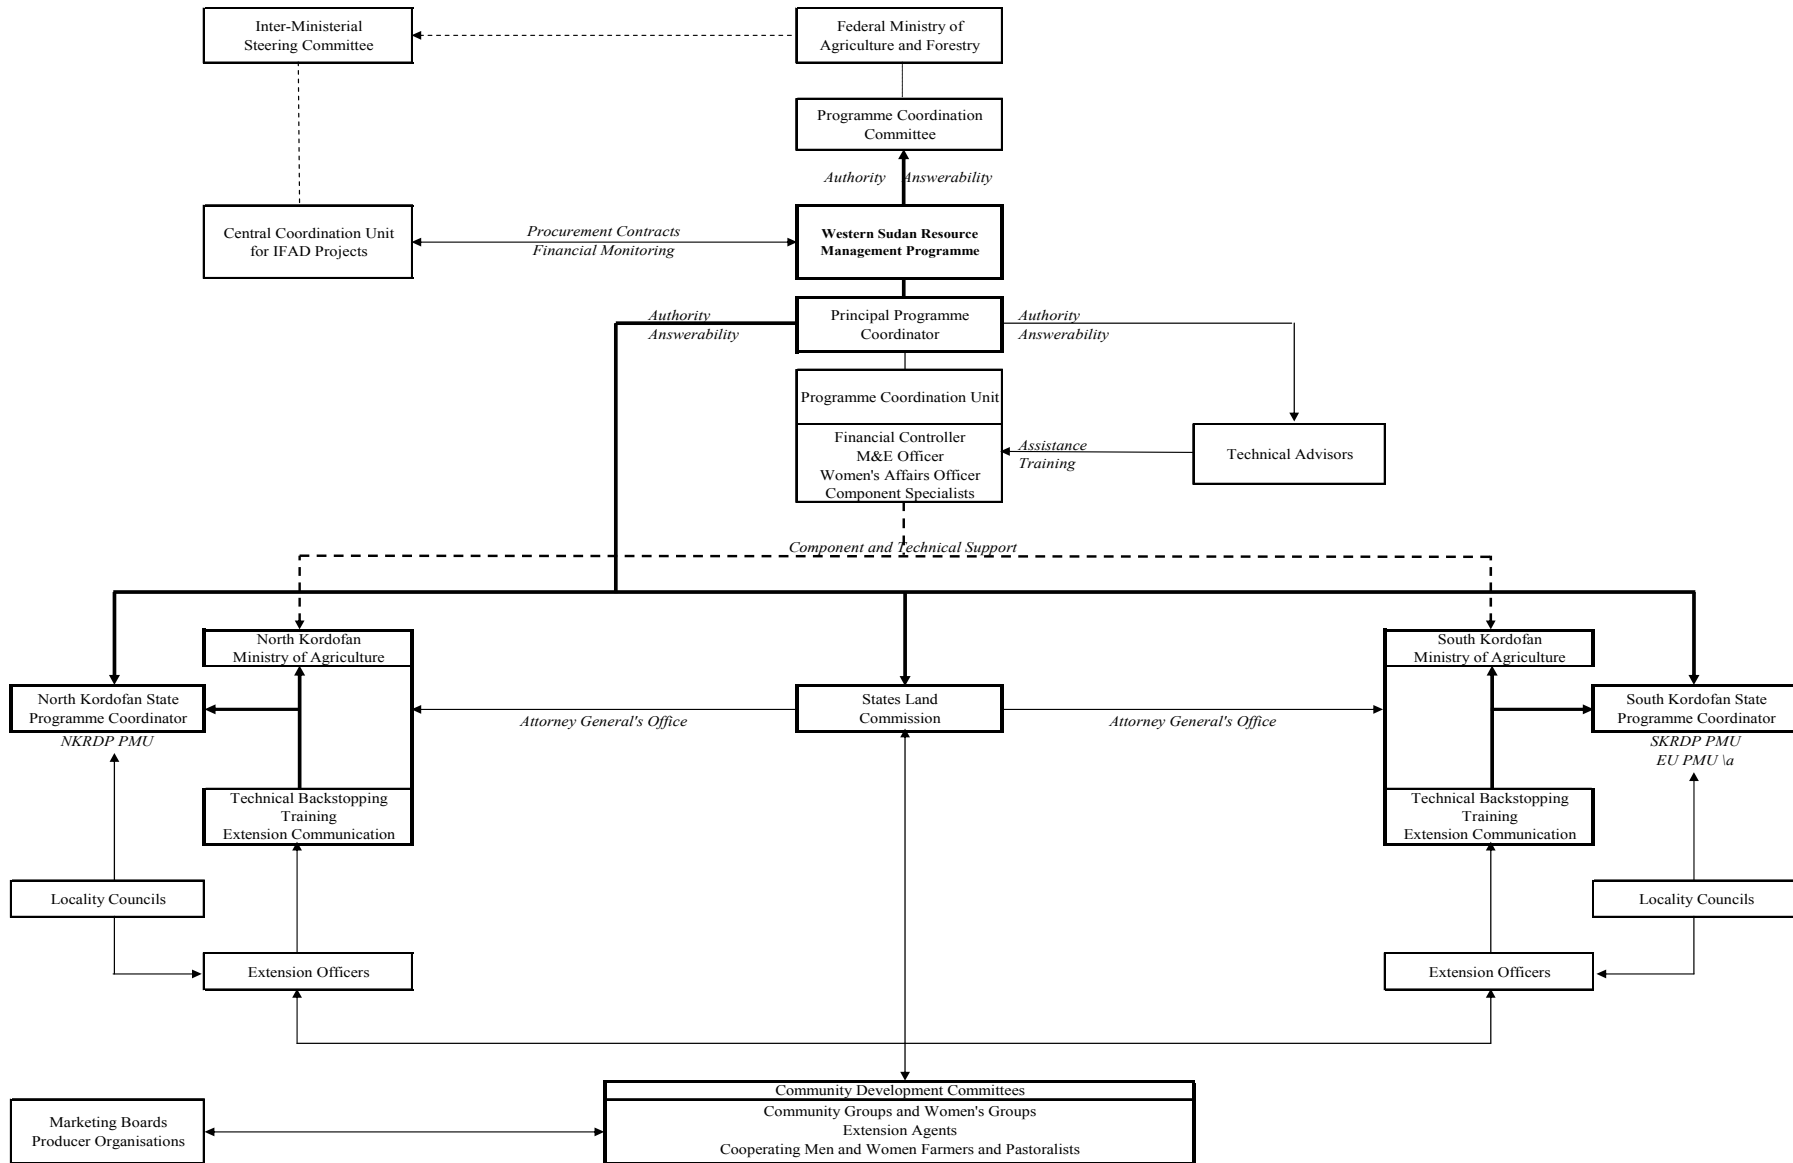 Inter-Ministerial
Steering Committee
Federal Ministry of
Agriculture and Forestry
Programme Coordination
Committee
Authority
Answerability
Central Coordination Unit
for IFAD Projects
Procurement Contracts
Financial Monitoring
Western Sudan Resource
Management Programme
Authority
Answerability
Principal Programme
Coordinator
Authority
Answerability
Programme Coordination Unit
Financial Controller
M&E Officer
Women's Affairs Officer
Component Specialists
Assistance
Training
Technical Advisors
Component and Technical Support
North Kordofan
Ministry of Agriculture
South Kordofan
Ministry of Agriculture
North Kordofan State
Programme Coordinator
NKRDP PMU
Attorney General's Office
States Land
Commission
Attorney General's Office
South Kordofan State
Programme Coordinator
SKRDP PMU
EU PMU \a
Technical Backstopping
Training
Extension Communication
Technical Backstopping
Training
Extension Communication
Locality Councils
Locality Councils
Extension Officers
Extension Officers
Community Development Committees
Community Groups and Women's Groups
Extension Agents
Cooperating Men and Women Farmers and Pastoralists
Marketing Boards
Producer Organisations